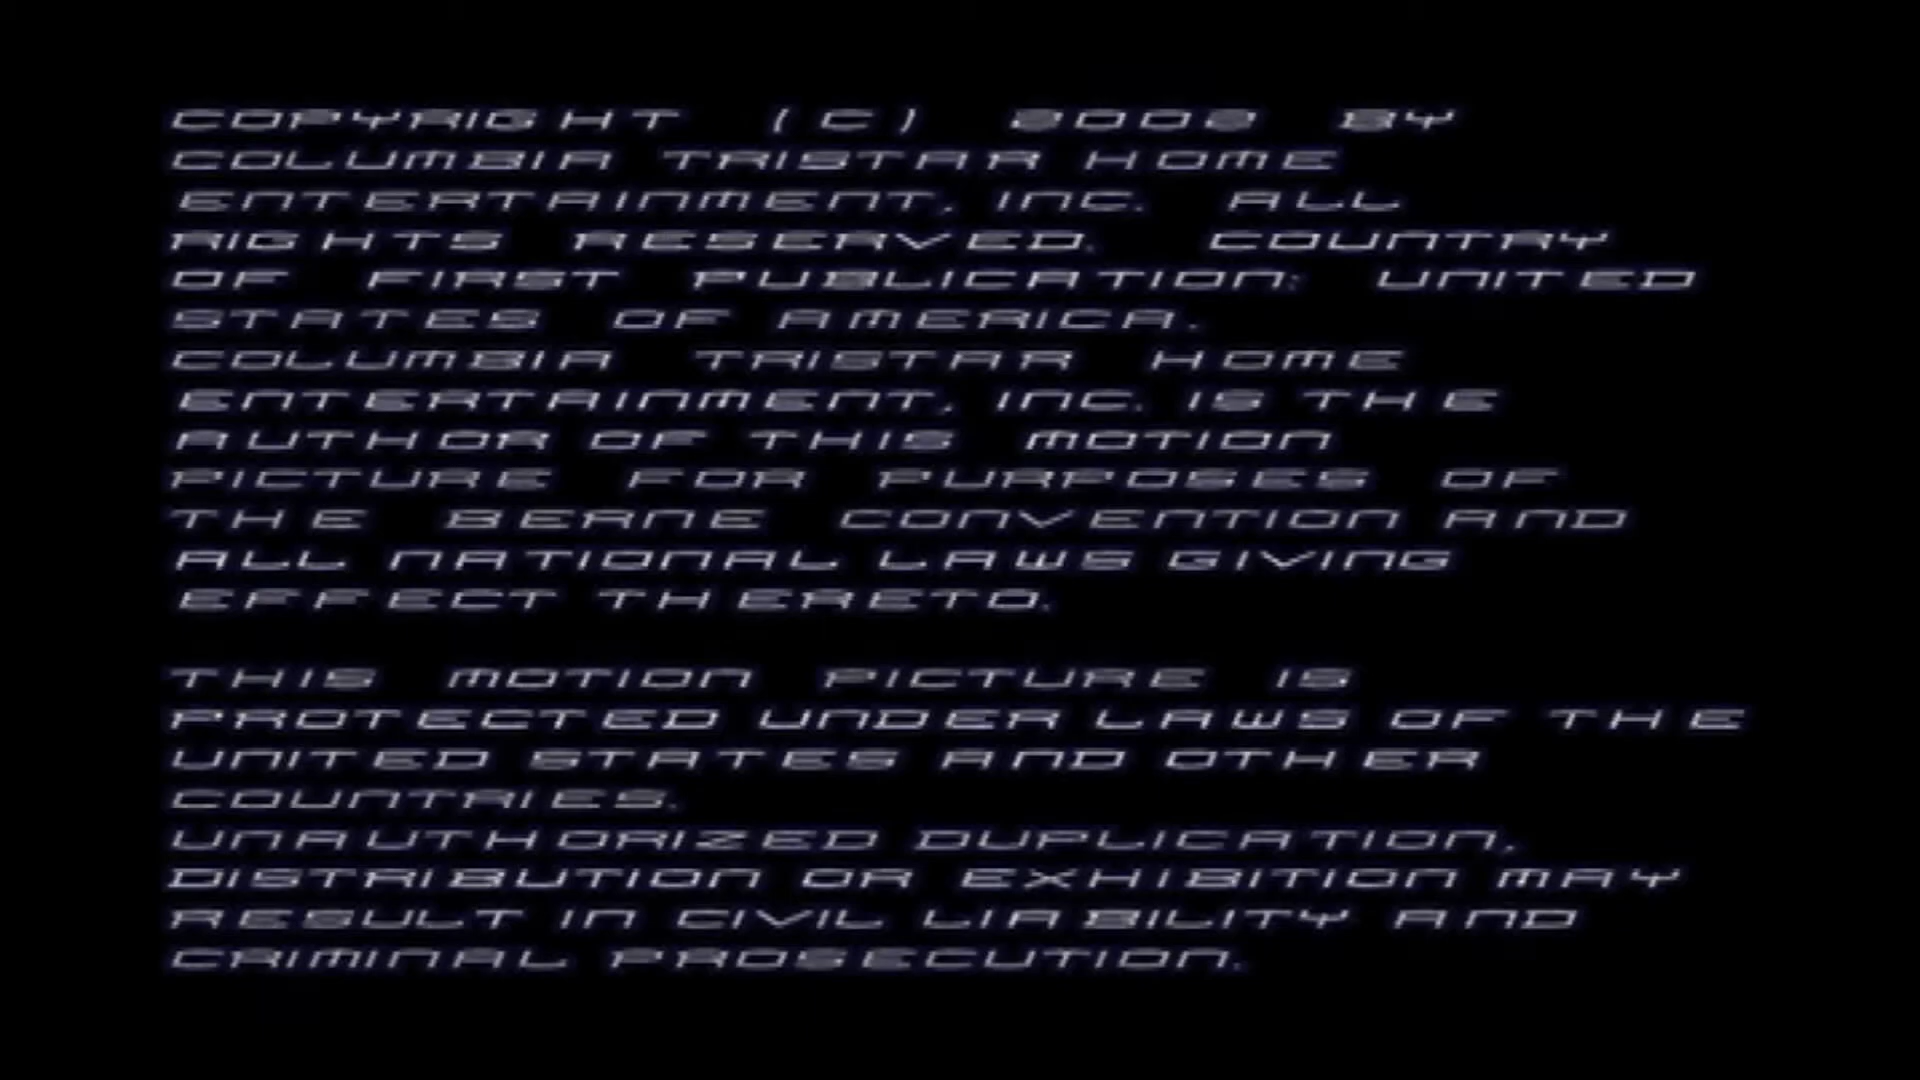 COPYRIGHT (C) 2002 BY
COLUMBIA TRISTAR HOME
ENTERTAINMENT, INC. ALL
RIGHTS RESERVED. COUNTRY
OF FIRST PUBLICATION: UNITED
STATES OF AMERICA.
COLUMBIA TRISTAR HOME
ENTERTAINMENT, INC. IS THE
AUTHOR OF THIS MOTION
PICTURE FOR PURPOSES OF
THE BERNE CONVENTION AND
ALL NATIONAL LAWS GIVING
EFFECT THERETO.
THIS MOTION PICTURE IS
PROTECTED UNDER LAWS OF THE
UNITED STATES AND OTHER
COUNTRIES.
UNAUTHORIZED DUPLICATION,
DISTRIBUTION OR EXHIBITION MAY
RESULT IN CIVIL LIABILITY AND
CRIMINAL PROSECUTION.